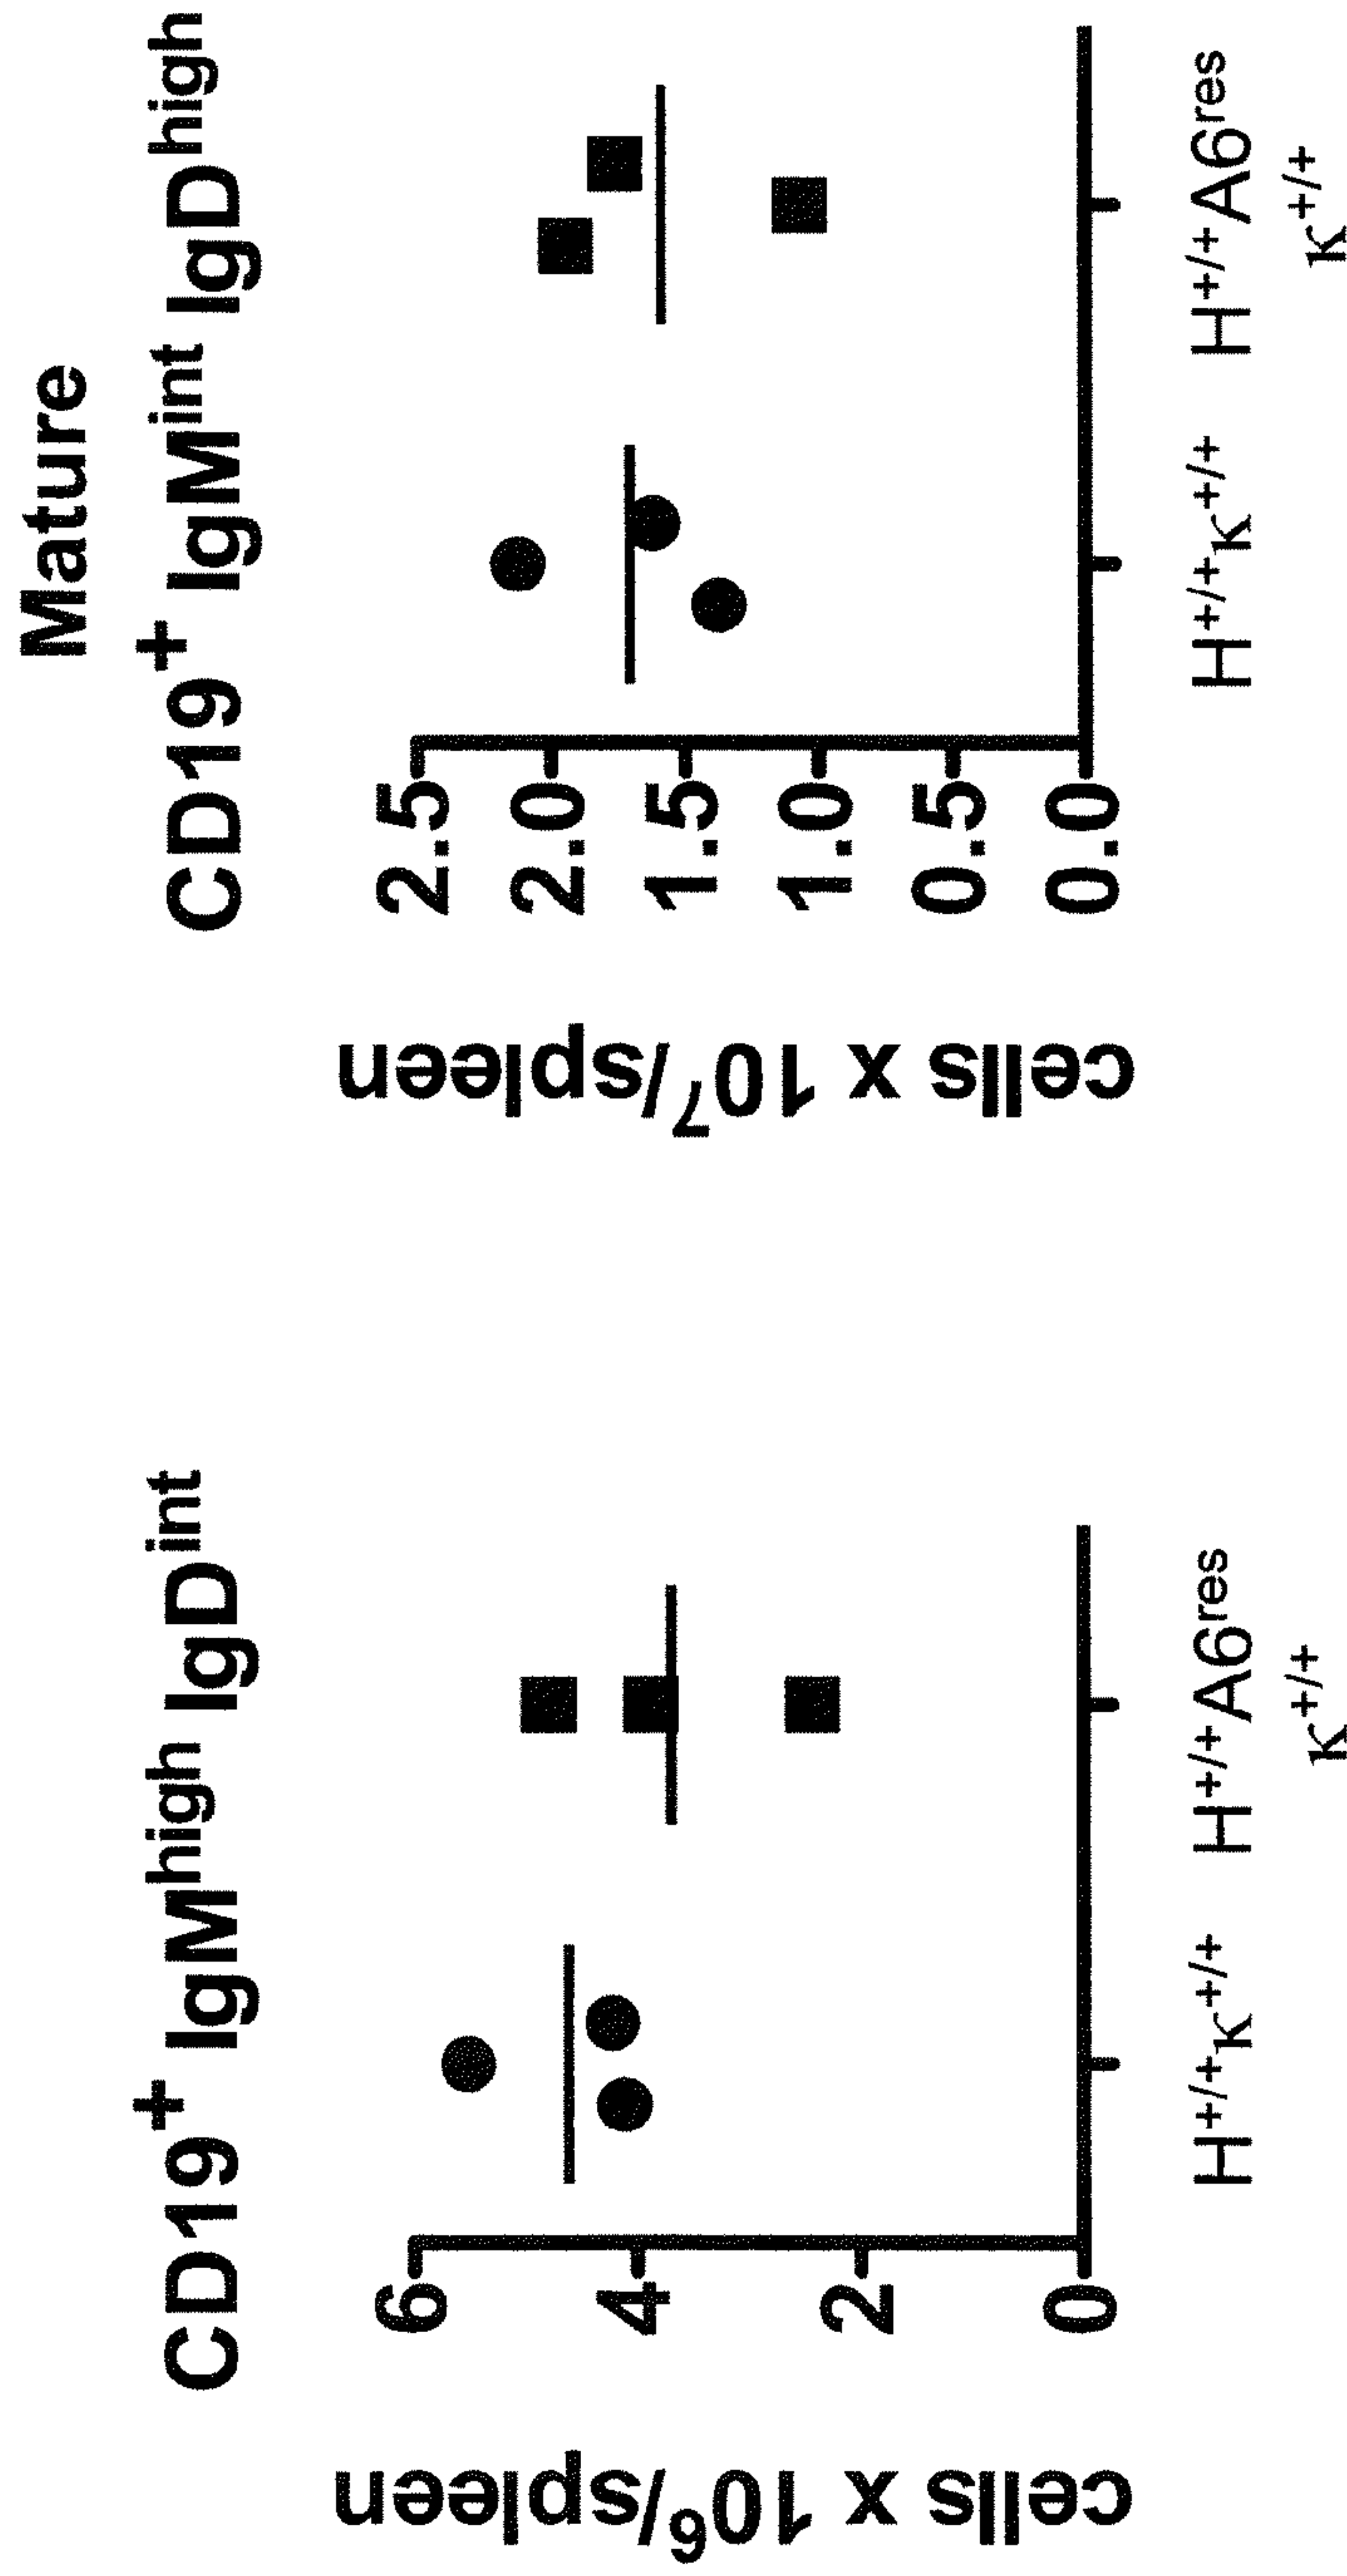 CD19⁺ IgMʰⁱᵍʰ IgDⁱⁿᵗ
cells x 10⁶/spleen
6
4
2
0
H⁺/⁺κ⁺/⁺
H⁺/⁺A6ʳᵉˢ
κ⁺/⁺
Mature
CD19⁺ IgMⁱⁿᵗ IgDʰⁱᵍʰ
cells x 10⁷/spleen
2.5
2.0
1.5
1.0
0.5
0.0
H⁺/⁺κ⁺/⁺
H⁺/⁺A6ʳᵉˢ
κ⁺/⁺